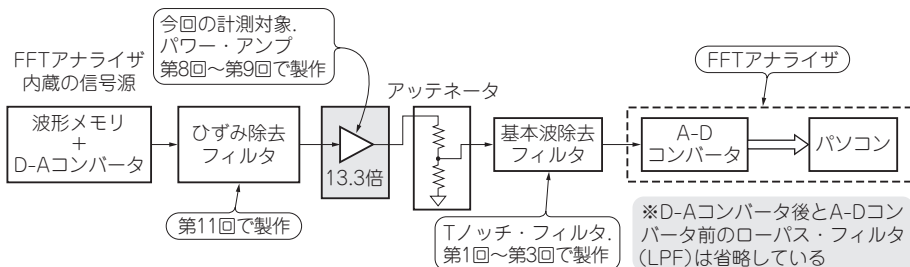 今回の計測対象.
パワー・アンプ
第8回～第9回で製作
FFTアナライザ
内蔵の信号源
波形メモリ
+
D-Aコンバータ
ひずみ除去
フィルタ
第11回で製作
13.3倍
アッテネータ
基本波除去
フィルタ
Tノッチ・フィルタ.
第1回～第3回で製作
FFTアナライザ
A-D
コンバータ
パソコン
※D-Aコンバータ後とA-Dコン
バータ前のローパス・フィルタ
(LPF)は省略している